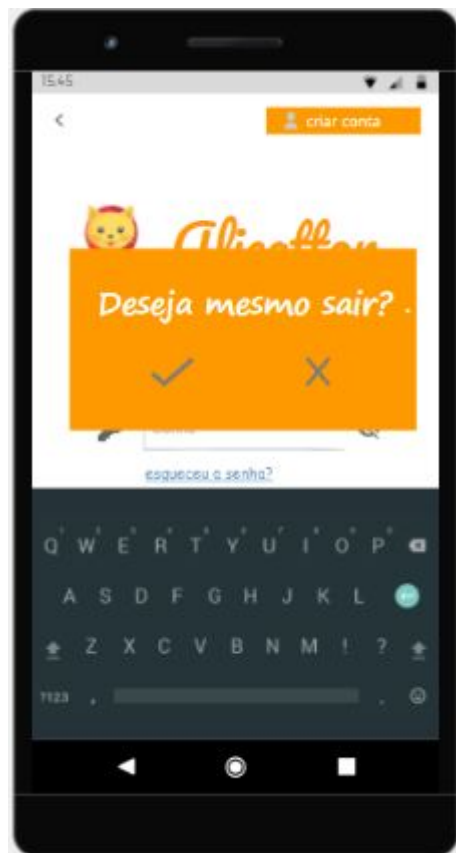 15:45
criar conta
Deseja mesmo sair? .
esqueceu a senha?
Q W E R T Y U I O P
A S D F G H J K L
Z X C V B N M ! ?
?123 , .